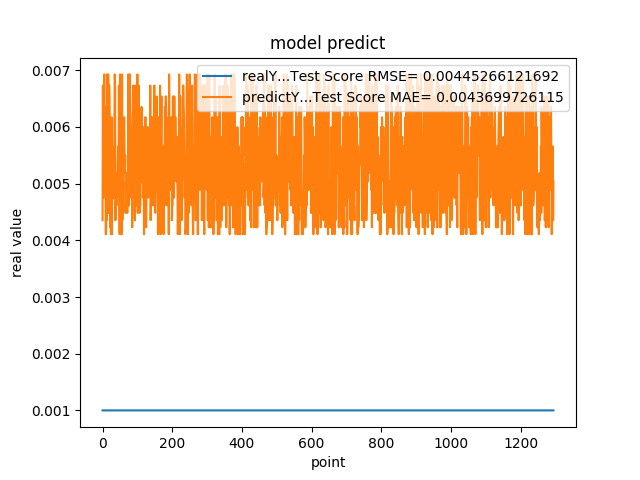 model predict
realY...Test Score RMSE= 0.00445266121692
predictY...Test Score MAE= 0.0043699726115
0.007
0.006
0.005
0.004
0.003
0.002
0.001
real value
0 200 400 600 800 1000 1200
point